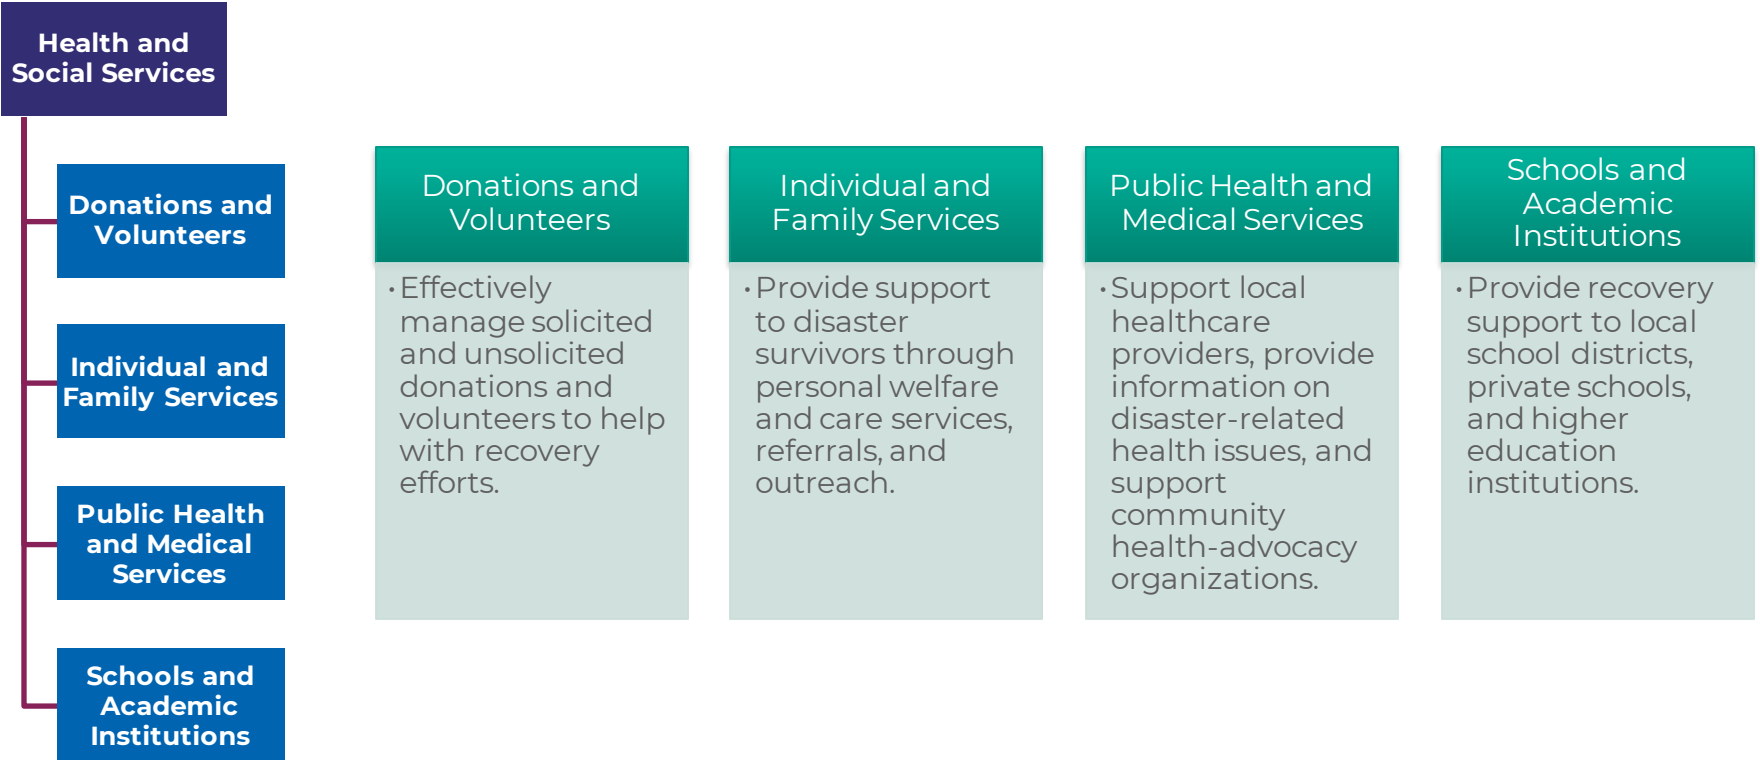 Health and
Social Services
Donations and
Volunteers
Individual and
Family Services
Public Health
and Medical
Services
Schools and
Academic
Institutions
Donations and
Volunteers
· Effectively
manage solicited
and unsolicited
donations and
volunteers to help
with recovery
efforts.
Individual and
Family Services
· Provide support
to disaster
survivors through
personal welfare
and care services,
referrals, and
outreach.
Public Health and
Medical Services
· Support local
healthcare
providers, provide
information on
disaster-related
health issues, and
support
community
health-advocacy
organizations.
Schools and
Academic
Institutions
· Provide recovery
support to local
school districts,
private schools,
and higher
education
institutions.